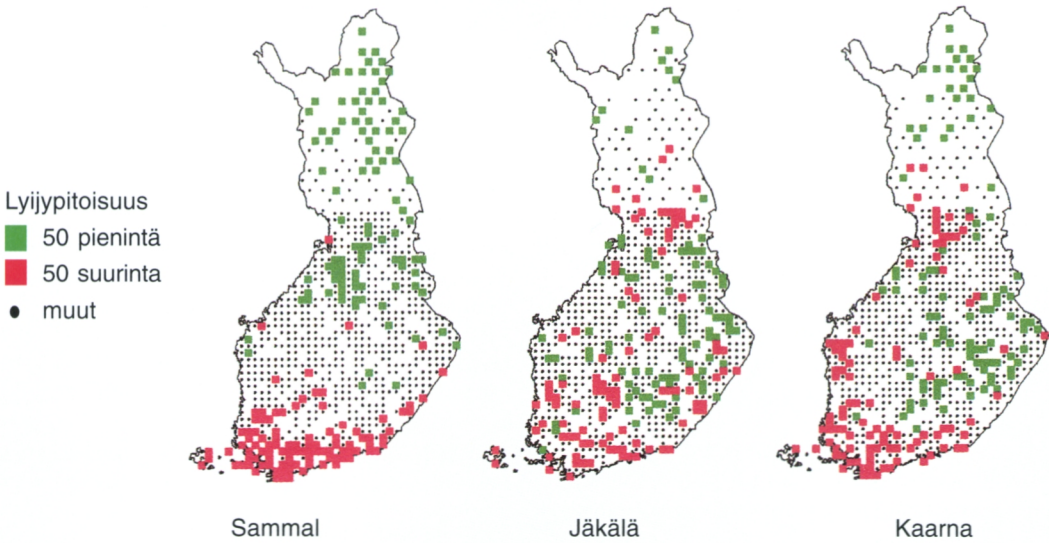 Lyijypitoisuus
50 pienintä
50 suurinta
muut
Sammal
Jäkälä
Kaarna